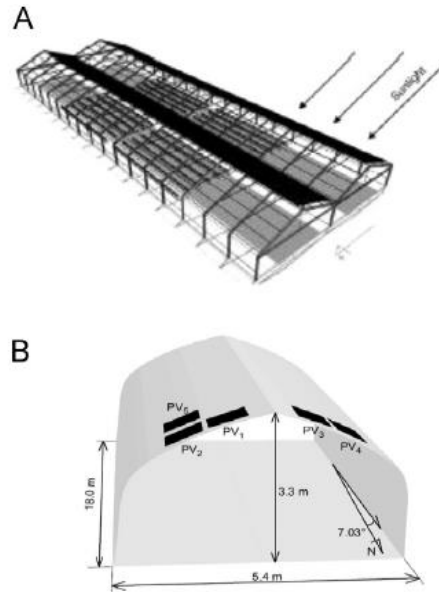 A
Sunlight
B
PV₅
PV₁
PV₂
PV₃
PV₄
18.0 m
3.3 m
7.03°
N
5.4 m